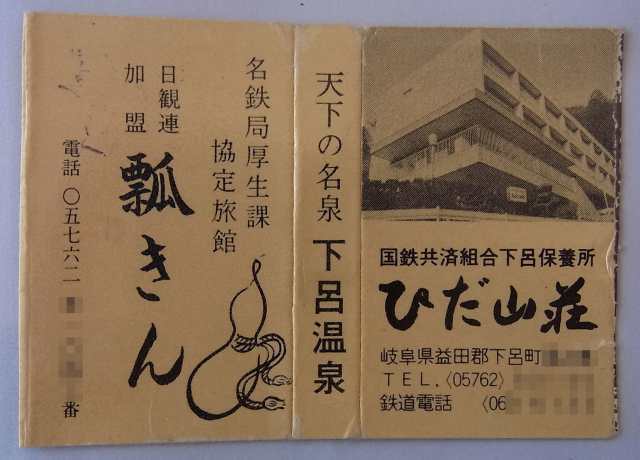 名鉄局厚生課
協定旅館
日観連
加盟
瓢きん
電話 〇五七六二
番
天下の名泉 下呂温泉
国鉄共済組合下呂保養所
ひだ山荘
岐阜県益田郡下呂町
TEL.〈05762〉
鉄道電話 〈06